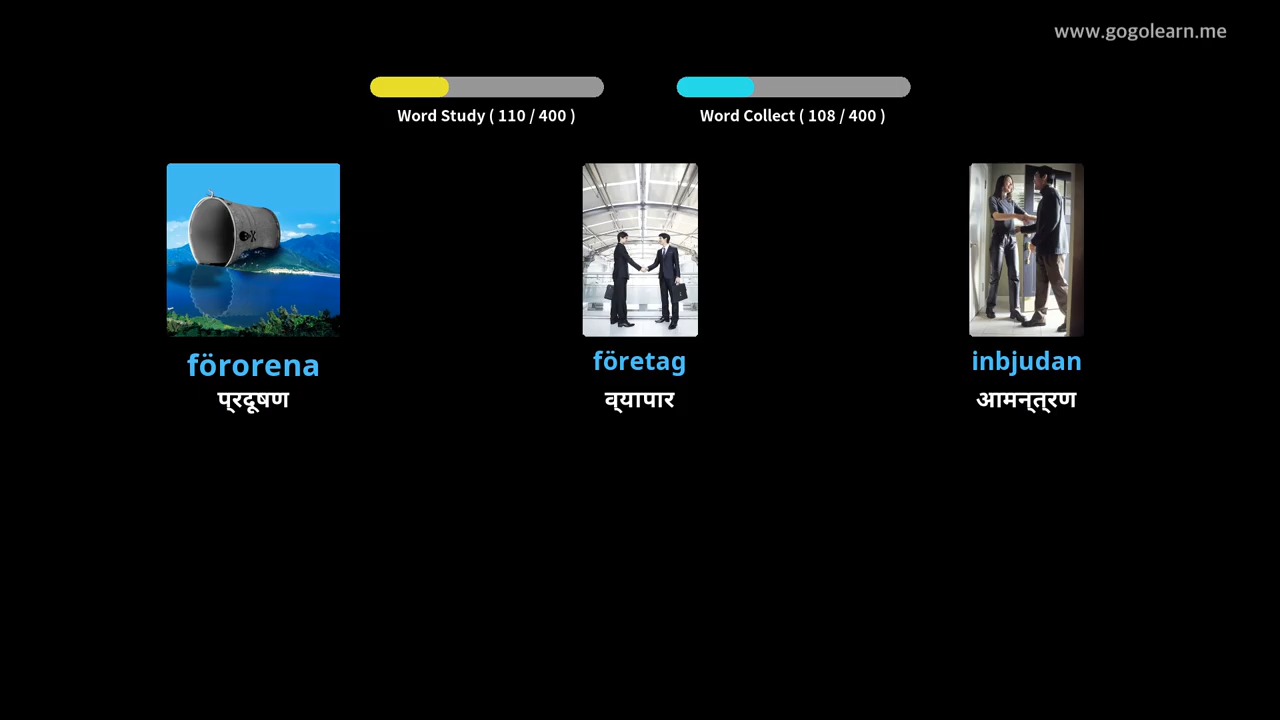 www.gogolearn.me
Word Study ( 110 / 400 )
Word Collect ( 108 / 400 )
förorena
företag
inbjudan
प्रदूषण
व्यापार
आमन्त्रण